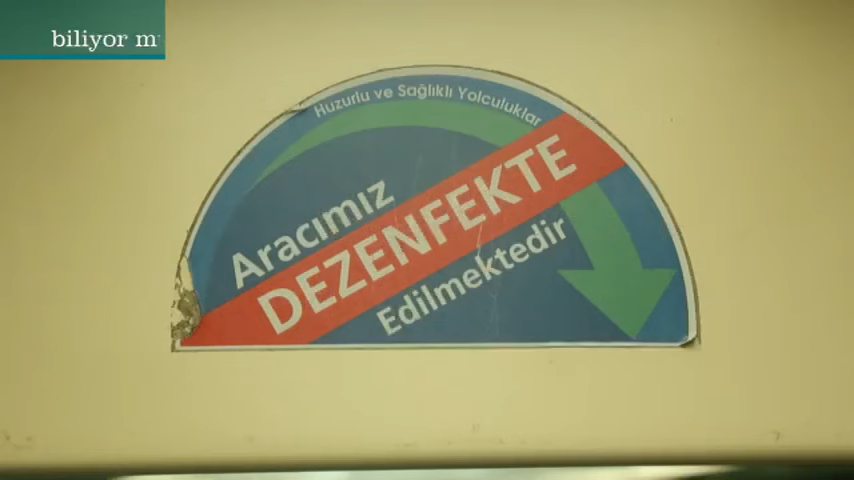 biliyor m
Huzurlu ve Sağlıklı Yolculuklar
Aracımız
DEZENFEKTE
Edilmektedir